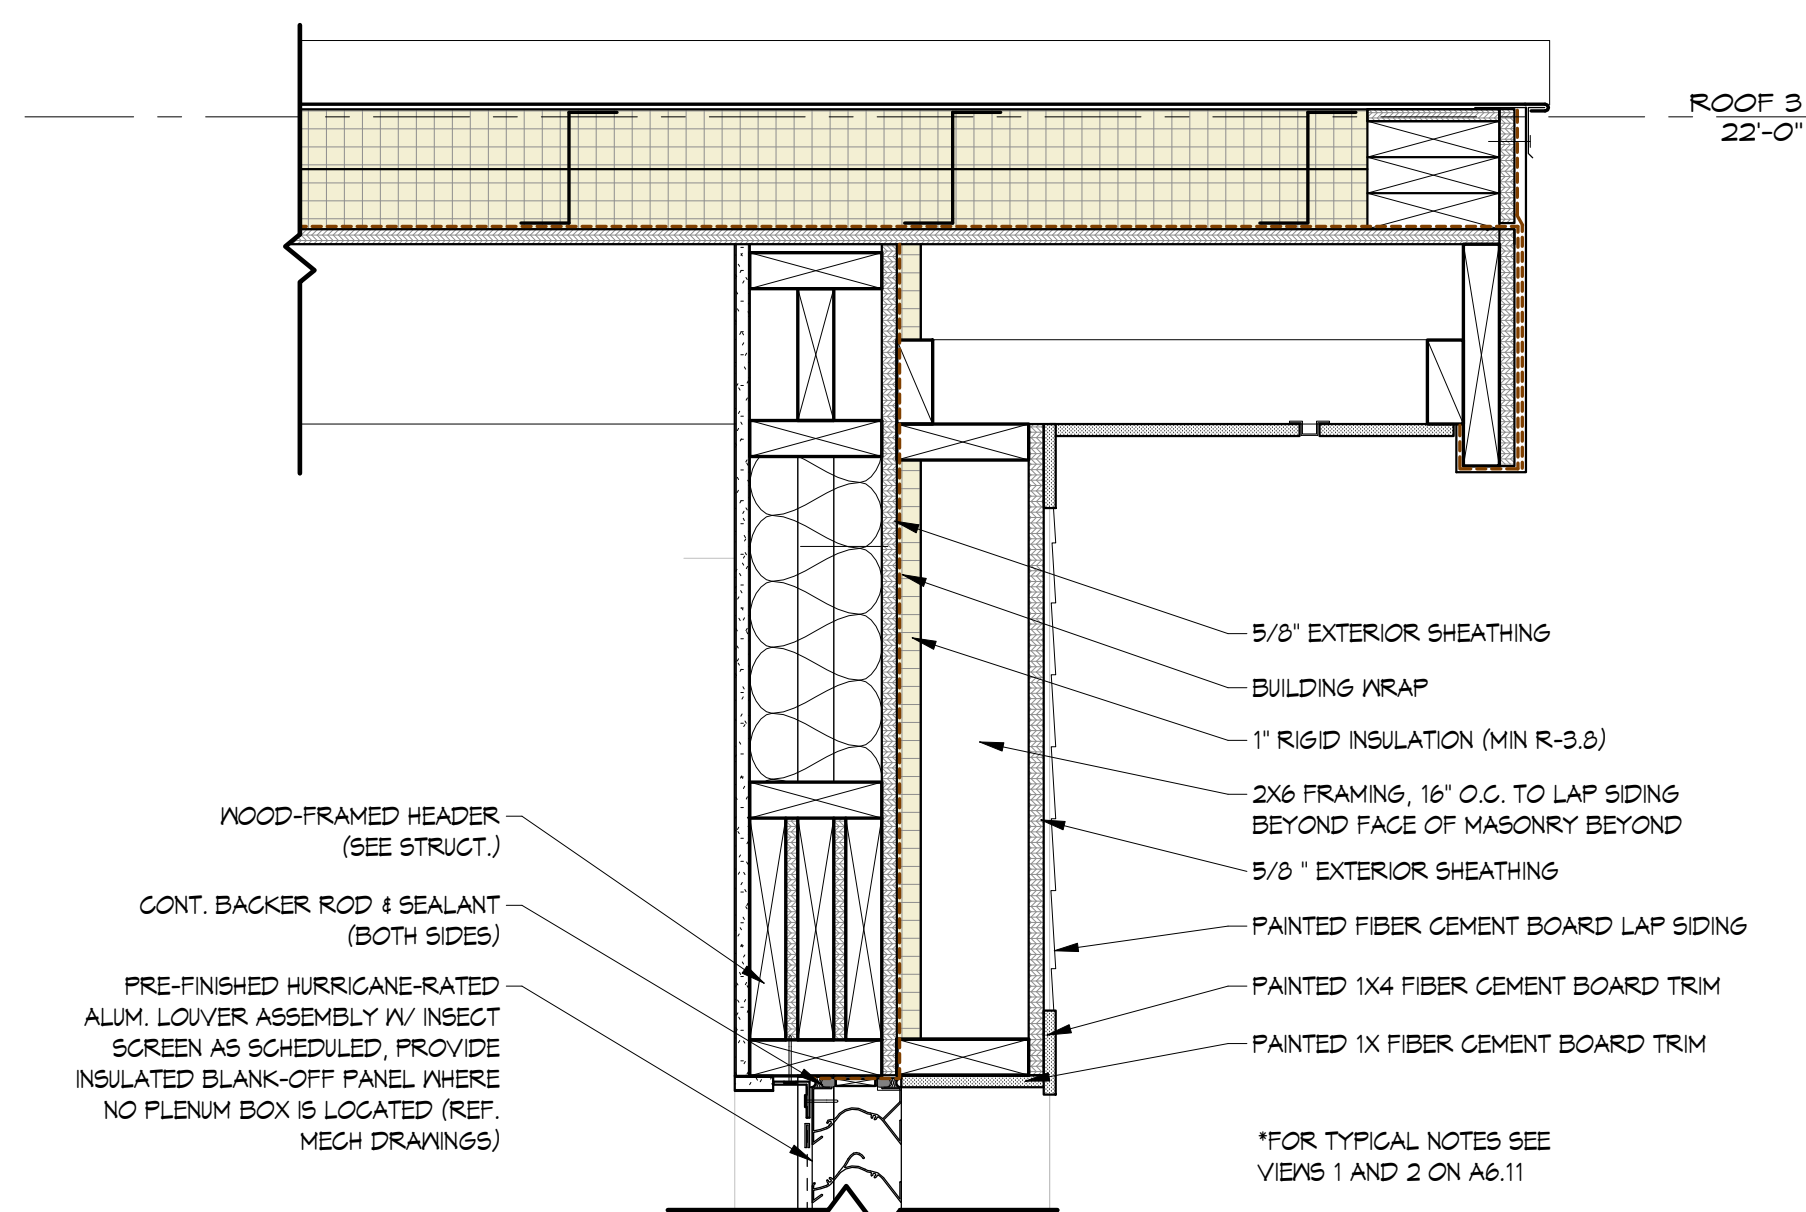 ROOF 3
22'-0"
5/8" EXTERIOR SHEATHING
BUILDING WRAP
1" RIGID INSULATION (MIN R-3.8)
2X6 FRAMING, 16" O.C. TO LAP SIDING
BEYOND FACE OF MASONRY BEYOND
5/8 " EXTERIOR SHEATHING
PAINTED FIBER CEMENT BOARD LAP SIDING
PAINTED 1X4 FIBER CEMENT BOARD TRIM
PAINTED 1X FIBER CEMENT BOARD TRIM
*FOR TYPICAL NOTES SEE
VIEWS 1 AND 2 ON A6.11
WOOD-FRAMED HEADER
(SEE STRUCT.)
CONT. BACKER ROD & SEALANT
(BOTH SIDES)
PRE-FINISHED HURRICANE-RATED
ALUM. LOUVER ASSEMBLY W/ INSECT
SCREEN AS SCHEDULED, PROVIDE
INSULATED BLANK-OFF PANEL WHERE
NO PLENUM BOX IS LOCATED (REF.
MECH DRAWINGS)